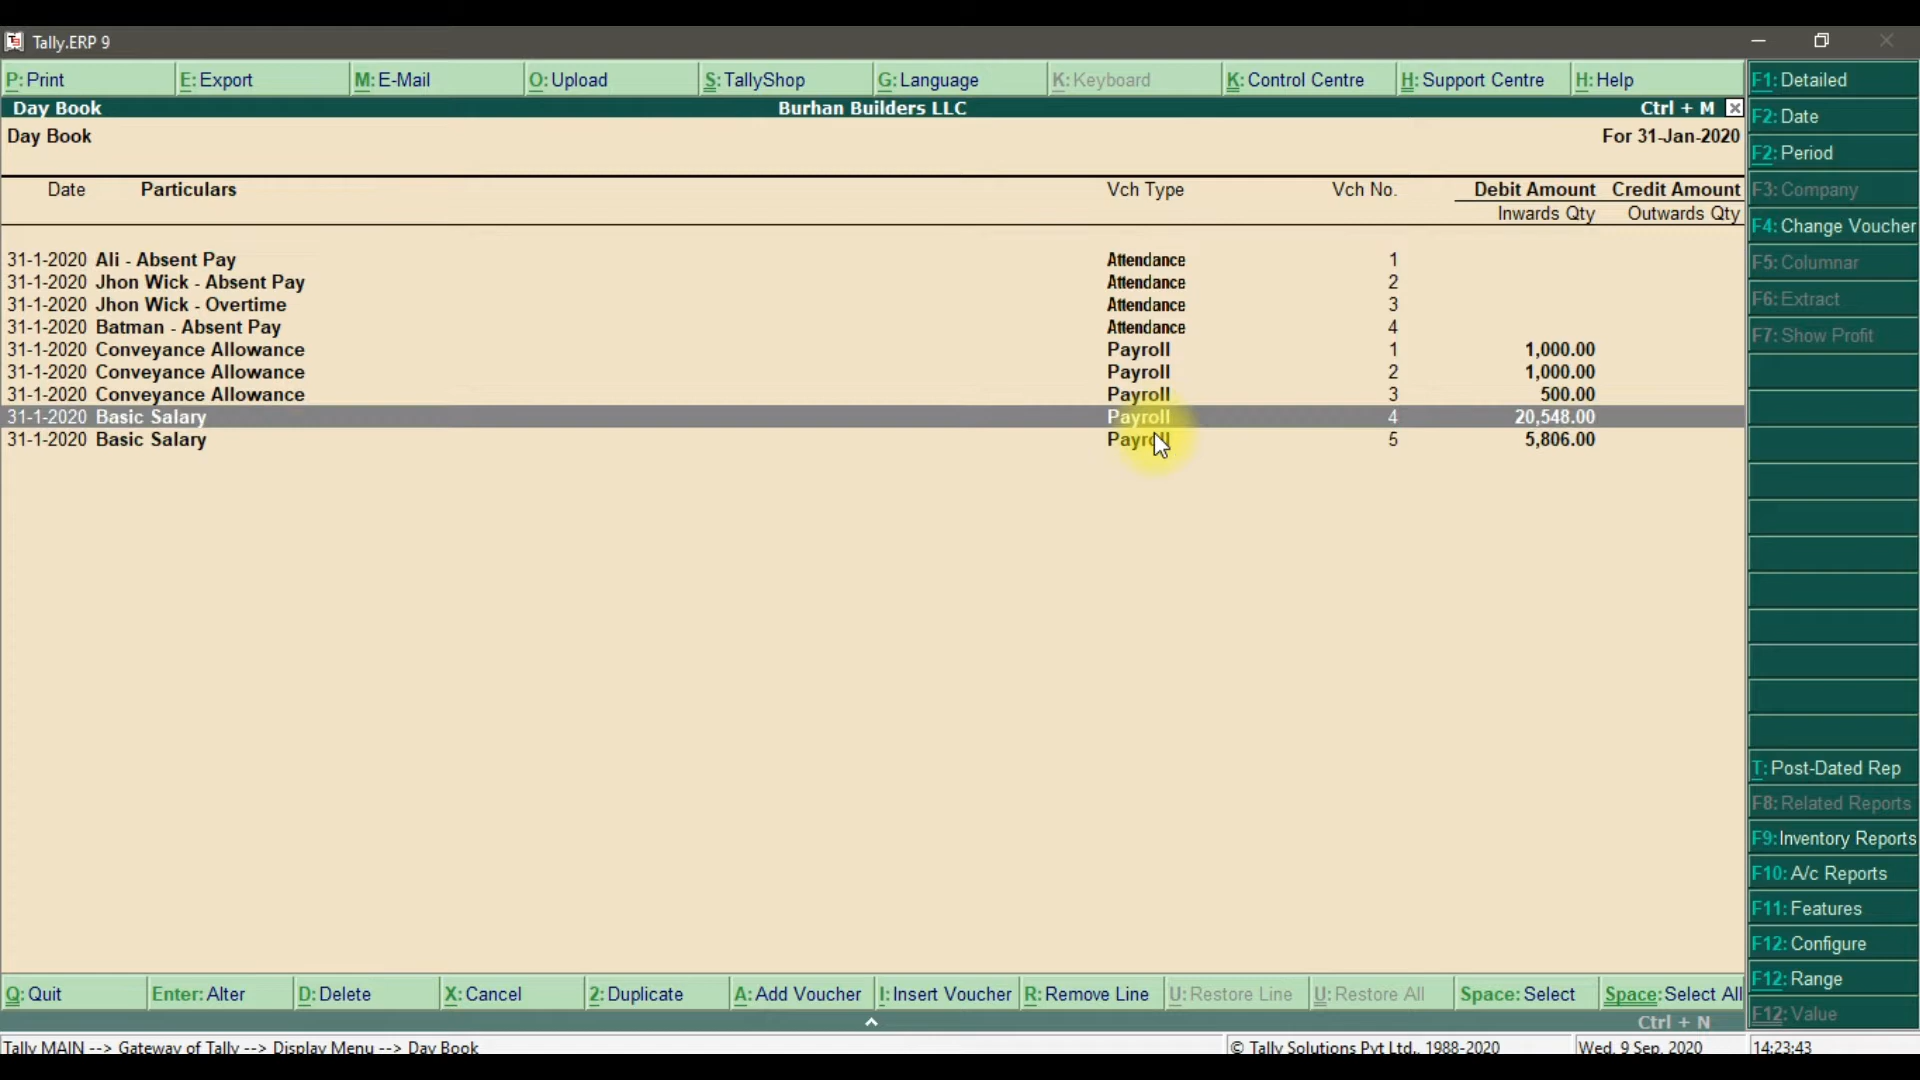 Tally.ERP 9
P: Print E: Export M: E-Mail O: Upload S: TallyShop G: Language K: Keyboard K: Control Centre H: Support Centre H: Help
Day Book Burhan Builders LLC Ctrl + M
Day Book For 31-Jan-2020
Date Particulars Vch Type Vch No. Debit Amount Credit Amount
Inwards Qty Outwards Qty
31-1-2020 Ali - Absent Pay Attendance 1
31-1-2020 Jhon Wick - Absent Pay Attendance 2
31-1-2020 Jhon Wick - Overtime Attendance 3
31-1-2020 Batman - Absent Pay Attendance 4
31-1-2020 Conveyance Allowance Payroll 1 1,000.00
31-1-2020 Conveyance Allowance Payroll 2 1,000.00
31-1-2020 Conveyance Allowance Payroll 3 500.00
31-1-2020 Basic Salary Payroll 4 20,548.00
31-1-2020 Basic Salary Payroll 5 5,806.00
F1: Detailed
F2: Date
F2: Period
F3: Company
F4: Change Voucher
F5: Columnar
F6: Extract
F7: Show Profit
T: Post-Dated Rep
F8: Related Reports
F9: Inventory Reports
F10: A/c Reports
F11: Features
F12: Configure
F12: Range
F12: Value
Q: Quit Enter: Alter D: Delete X: Cancel 2: Duplicate A: Add Voucher I: Insert Voucher R: Remove Line U: Restore Line U: Restore All Space: Select Space: Select All
Ctrl + N
Tally MAIN --> Gateway of Tally --> Display Menu --> Day Book © Tally Solutions Pvt Ltd., 1988-2020 Wed, 9 Sep, 2020 14:23:43